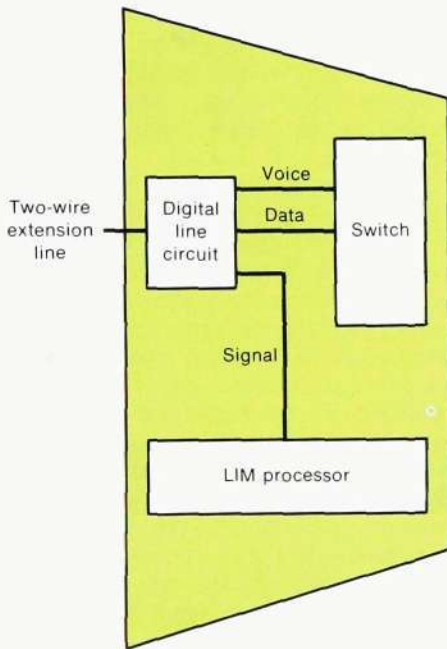 Two-wire
extension
line
Digital
line
circuit
Voice
Data
Switch
Signal
LIM processor